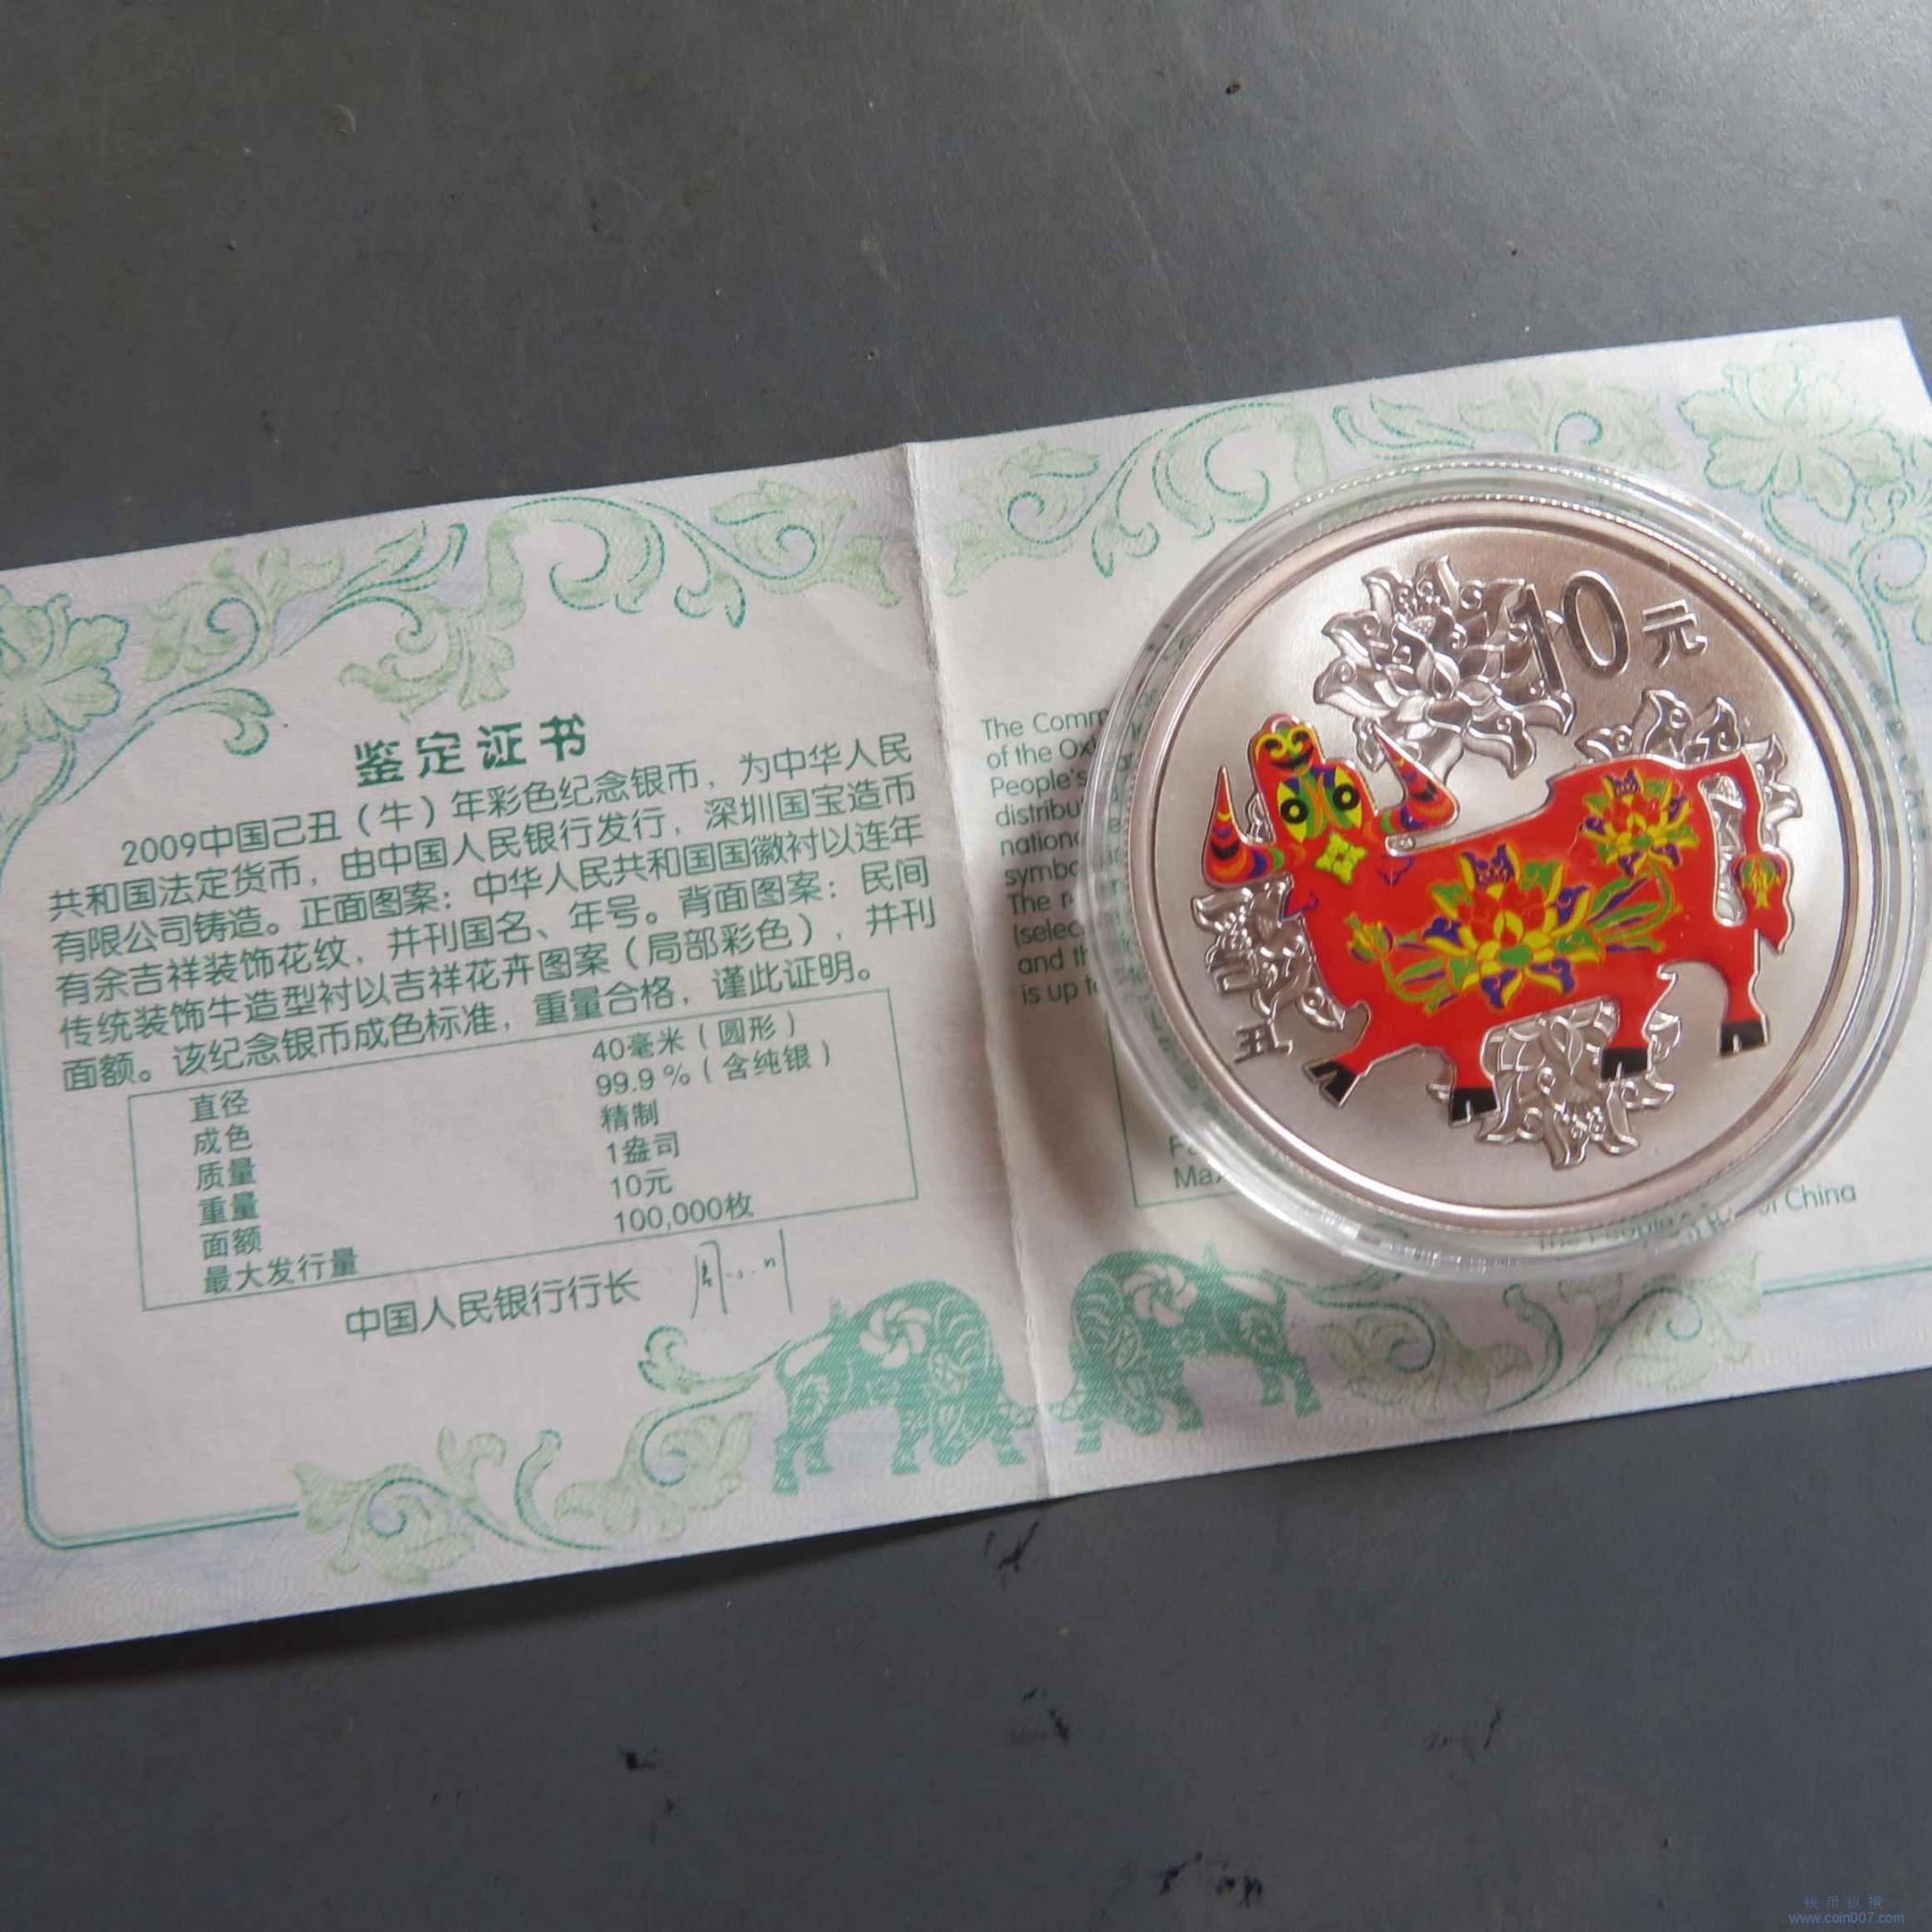 鉴定证书
2009中国己丑（牛）年彩色纪念银币，为中华人民
共和国法定货币，由中国人民银行发行，深圳国宝造币
有限公司铸造。正面图案：中华人民共和国国徽衬以连年
有余吉祥装饰花纹，并刊国名、年号。背面图案：民间
传统装饰牛造型衬以吉祥花卉图案（局部彩色），并刊
面额。该纪念银币成色标准，重量合格，谨此证明。
直径 40毫米（圆形）
成色 99.9％（含纯银）
质量 精制
重量 1盎司
面额 10元
最大发行量 100,000枚
中国人民银行行长
The Comm
of the Ox
People's
distribu
nation
symbo
The r
(selec
and th
is up t
Max
China
10元
己
丑
钱币纵横
www.coin007.com